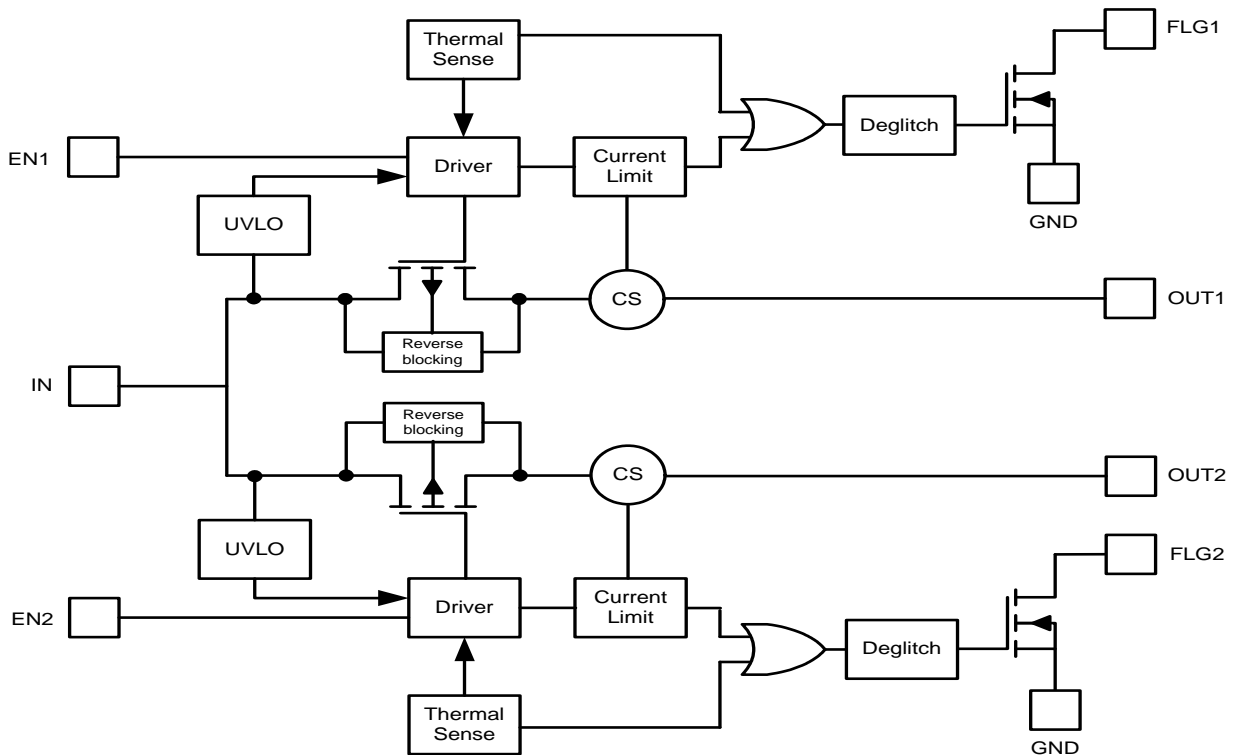 Thermal
Sense
FLG1
Deglitch
EN1
Driver
Current
Limit
UVLO
GND
CS
OUT1
Reverse
blocking
IN
Reverse
blocking
CS
OUT2
UVLO
FLG2
EN2
Driver
Current
Limit
Deglitch
Thermal
Sense
GND